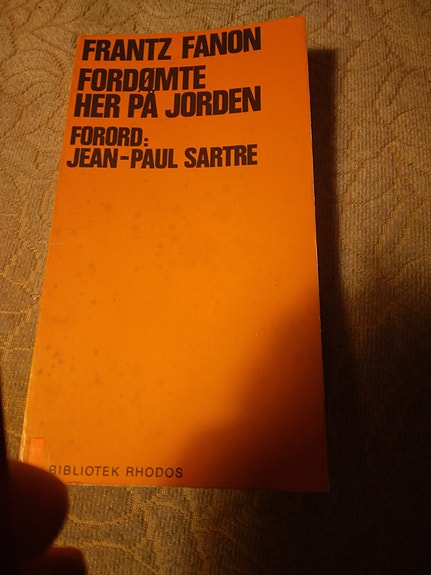 FRANTZ FANON
FORDØMTE
HER PÅ JORDEN
FORORD:
JEAN-PAUL SARTRE
BIBLIOTEK RHODOS